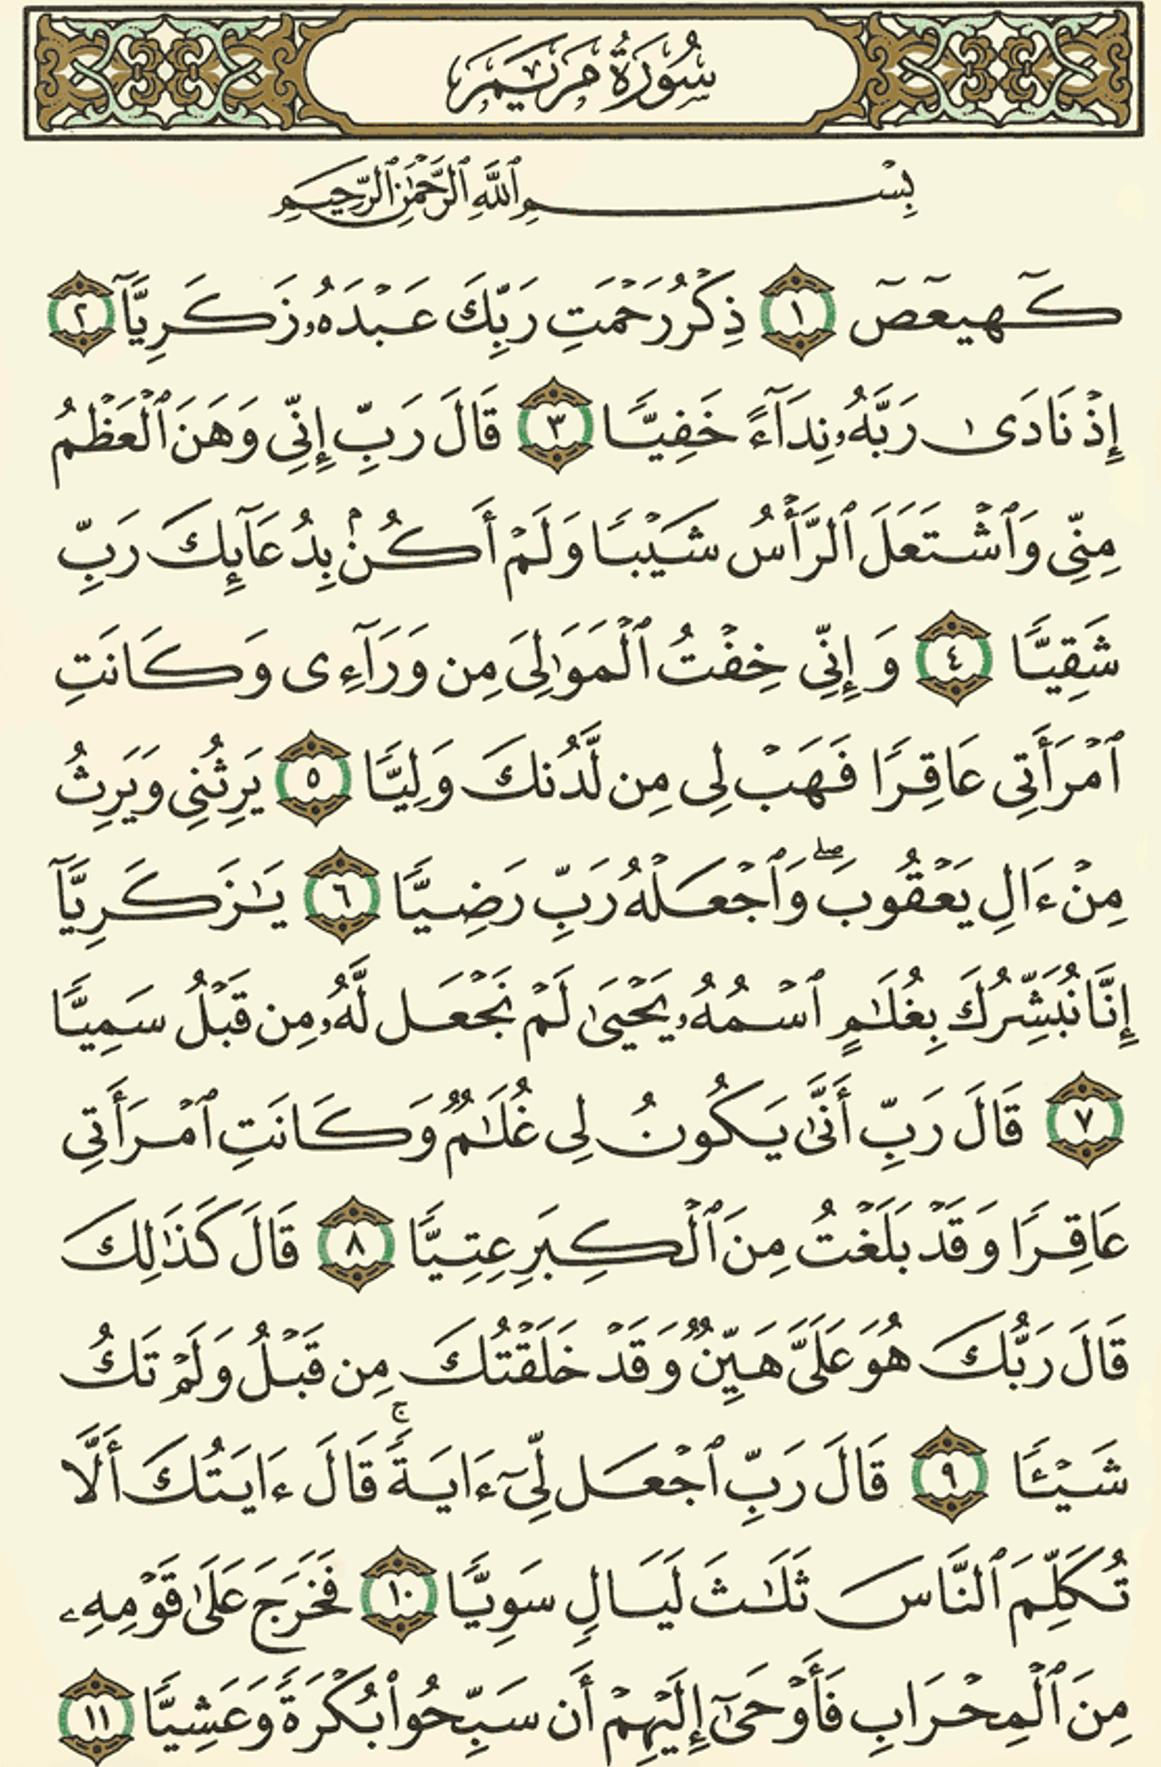 سُورَةُ مَرْيَمَ
بِسْمِ ٱللَّهِ ٱلرَّحْمَٰنِ ٱلرَّحِيمِ
كٓهيعٓصٓ ١ ذِكْرُ رَحْمَتِ رَبِّكَ عَبْدَهُۥ زَكَرِيَّآ ٢
إِذْ نَادَىٰ رَبَّهُۥ نِدَآءً خَفِيًّا ٣ قَالَ رَبِّ إِنِّى وَهَنَ ٱلْعَظْمُ
مِنِّى وَٱشْتَعَلَ ٱلرَّأْسُ شَيْبًا وَلَمْ أَكُنۢ بِدُعَآئِكَ رَبِّ
شَقِيًّا ٤ وَإِنِّى خِفْتُ ٱلْمَوَٰلِىَ مِن وَرَآءِى وَكَانَتِ
ٱمْرَأَتِى عَاقِرًا فَهَبْ لِى مِن لَّدُنكَ وَلِيًّا ٥ يَرِثُنِى وَيَرِثُ
مِنْ ءَالِ يَعْقُوبَ ۖ وَٱجْعَلْهُ رَبِّ رَضِيًّا ٦ يَٰزَكَرِيَّآ
إِنَّا نُبَشِّرُكَ بِغُلَٰمٍ ٱسْمُهُۥ يَحْيَىٰ لَمْ نَجْعَل لَّهُۥ مِن قَبْلُ سَمِيًّا
٧ قَالَ رَبِّ أَنَّىٰ يَكُونُ لِى غُلَٰمٌ وَكَانَتِ ٱمْرَأَتِى
عَاقِرًا وَقَدْ بَلَغْتُ مِنَ ٱلْكِبَرِ عِتِيًّا ٨ قَالَ كَذَٰلِكَ
قَالَ رَبُّكَ هُوَ عَلَىَّ هَيِّنٌ وَقَدْ خَلَقْتُكَ مِن قَبْلُ وَلَمْ تَكُ
شَيْـًٔا ٩ قَالَ رَبِّ ٱجْعَل لِّىٓ ءَايَةً ۚ قَالَ ءَايَتُكَ أَلَّا
تُكَلِّمَ ٱلنَّاسَ ثَلَٰثَ لَيَالٍ سَوِيًّا ١٠ فَخَرَجَ عَلَىٰ قَوْمِهِۦ
مِنَ ٱلْمِحْرَابِ فَأَوْحَىٰٓ إِلَيْهِمْ أَن سَبِّحُوا۟ بُكْرَةً وَعَشِيًّا ١١